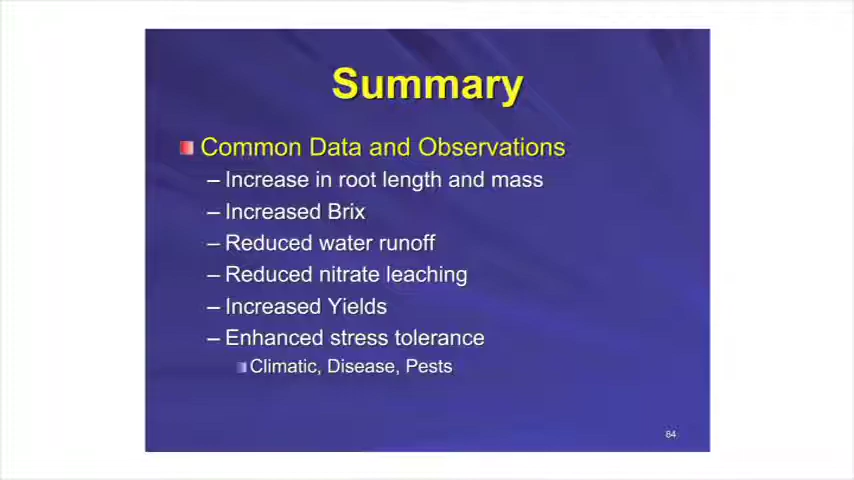 Summary
Common Data and Observations
– Increase in root length and mass
– Increased Brix
– Reduced water runoff
– Reduced nitrate leaching
– Increased Yields
– Enhanced stress tolerance
Climatic, Disease, Pests
64